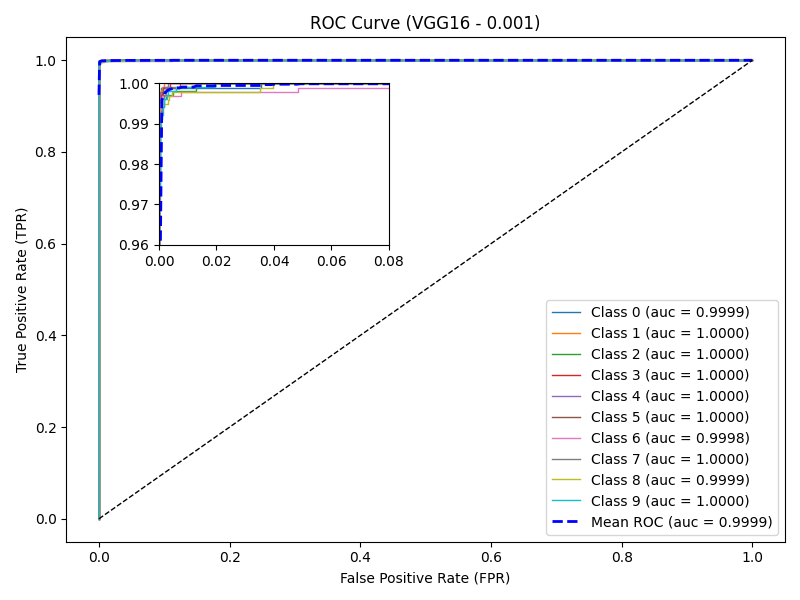 ROC Curve (VGG16 - 0.001)
True Positive Rate (TPR)
1.0
0.8
0.6
0.4
0.2
0.0
1.00
0.99
0.98
0.97
0.96
0.00 0.02 0.04 0.06 0.08
Class 0 (auc = 0.9999)
Class 1 (auc = 1.0000)
Class 2 (auc = 1.0000)
Class 3 (auc = 1.0000)
Class 4 (auc = 1.0000)
Class 5 (auc = 1.0000)
Class 6 (auc = 0.9998)
Class 7 (auc = 1.0000)
Class 8 (auc = 0.9999)
Class 9 (auc = 1.0000)
Mean ROC (auc = 0.9999)
0.0 0.2 0.4 0.6 0.8 1.0
False Positive Rate (FPR)